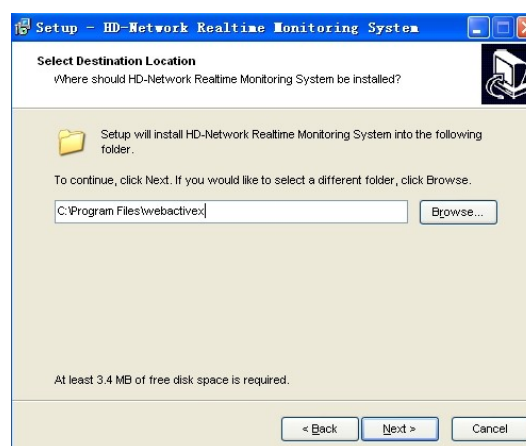 Setup - HD-Network Realtime Monitoring System
Select Destination Location
Where should HD-Network Realtime Monitoring System be installed?
Setup will install HD-Network Realtime Monitoring System into the following
folder.
To continue, click Next. If you would like to select a different folder, click Browse.
C:\Program Files\webactivex
Browse...
At least 3.4 MB of free disk space is required.
< Back
Next >
Cancel